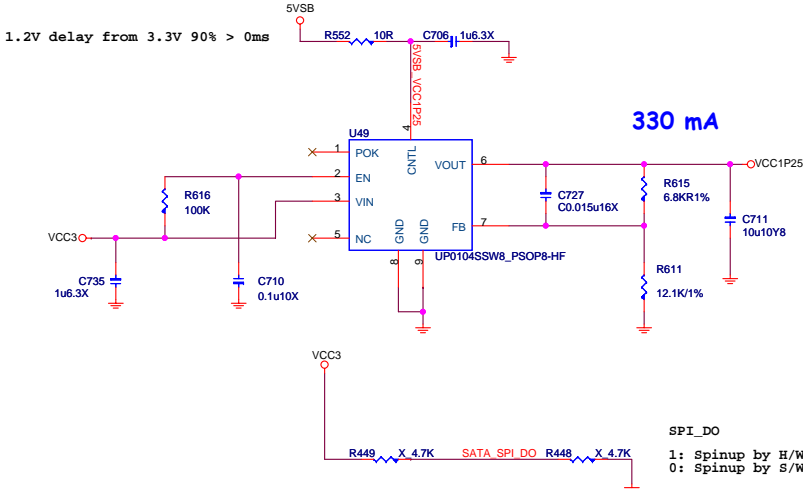 5VSB
1.2V delay from 3.3V 90% > 0ms
R552 10R C706 1u6.3X
5VSB_VCC1P25
330 mA
U49
4
1 POK CNTL VOUT 6 VCC1P25
2 EN
R616
100K
3 VIN
C727
C0.015u16X
R615
6.8KR1%
C711
10u10Y8
FB 7
VCC3
5 NC GND GND
8 9
UP0104SSW8_PSOP8-HF
C735
1u6.3X
C710
0.1u10X
R611
12.1K/1%
VCC3
R449 X_4.7K SATA_SPI_DO R448 X_4.7K
SPI_DO
1: Spinup by H/W
0: Spinup by S/W